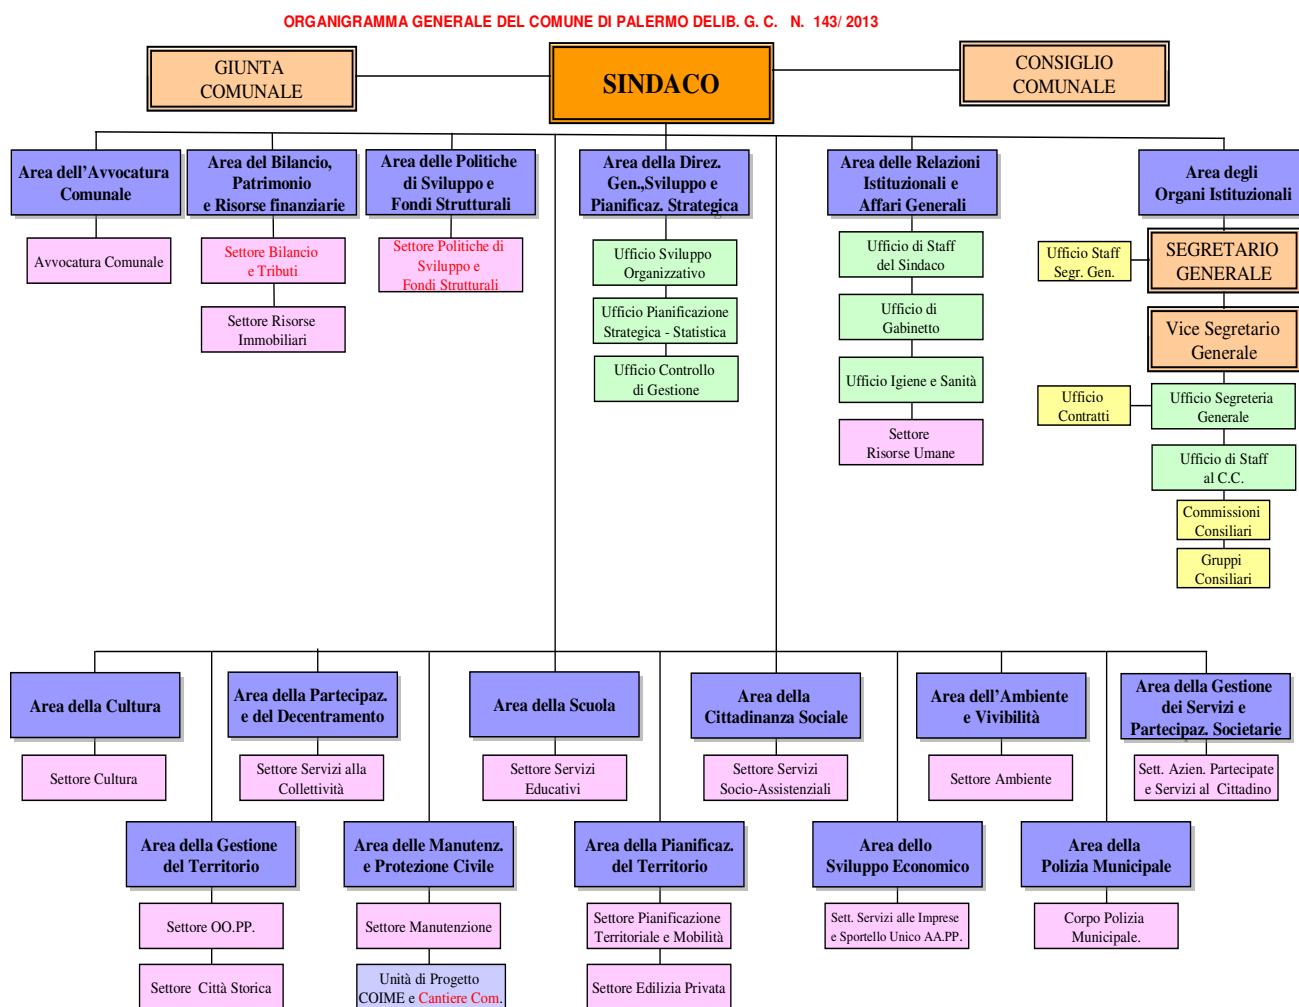 ORGANIGRAMMA GENERALE DEL COMUNE DI PALERMO DELIB. G. C. N. 143/ 2013
GIUNTA
COMUNALE
SINDACO
CONSIGLIO
COMUNALE
Area dell'Avvocatura
Comunale
Area del Bilancio,
Patrimonio
e Risorse finanziarie
Area delle Politiche
di Sviluppo e
Fondi Strutturali
Area della Direz.
Gen.,Sviluppo e
Pianificaz. Strategica
Area delle Relazioni
Istituzionali e
Affari Generali
Area degli
Organi Istituzionali
Avvocatura Comunale
Settore Bilancio
e Tributi
Settore Risorse
Immobiliari
Settore Politiche di
Sviluppo e
Fondi Strutturali
Ufficio Sviluppo
Organizzativo
Ufficio Pianificazione
Strategica - Statistica
Ufficio Controllo
di Gestione
Ufficio di Staff
del Sindaco
Ufficio di
Gabinetto
Ufficio Igiene e Sanità
Settore
Risorse Umane
Ufficio Staff
Segr. Gen.
SEGRETARIO
GENERALE
Vice Segretario
Generale
Ufficio
Contratti
Ufficio Segreteria
Generale
Ufficio di Staff
al C.C.
Commissioni
Consiliari
Gruppi
Consiliari
Area della Cultura
Area della Partecipaz.
e del Decentramento
Area della Scuola
Area della
Cittadinanza Sociale
Area dell'Ambiente
e Vivibilità
Area della Gestione
dei Servizi e
Partecipaz. Societarie
Settore Cultura
Settore Servizi alla
Collettività
Settore Servizi
Educativi
Settore Servizi
Socio-Assistenziali
Settore Ambiente
Sett. Azien. Partecipate
e Servizi al Cittadino
Area della Gestione
del Territorio
Area delle Manutenz.
e Protezione Civile
Area della Pianificaz.
del Territorio
Area dello
Sviluppo Economico
Area della
Polizia Municipale
Settore OO.PP.
Settore Città Storica
Settore Manutenzione
Unità di Progetto
COIME e Cantiere Com.
Settore Pianificazione
Territoriale e Mobilità
Settore Edilizia Privata
Sett. Servizi alle Imprese
e Sportello Unico AA.PP.
Corpo Polizia
Municipale.